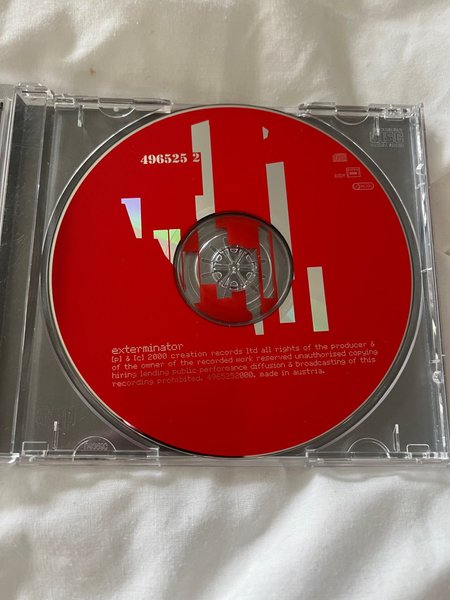 496525 2
exterminator
(p) & (c) 2000 creation records ltd all rights of the producer &
of the owner of the recorded work reserved unauthorised copying
hiring lending public performance diffusion & broadcasting of this
recording prohibited. 4965252000. made in austria.